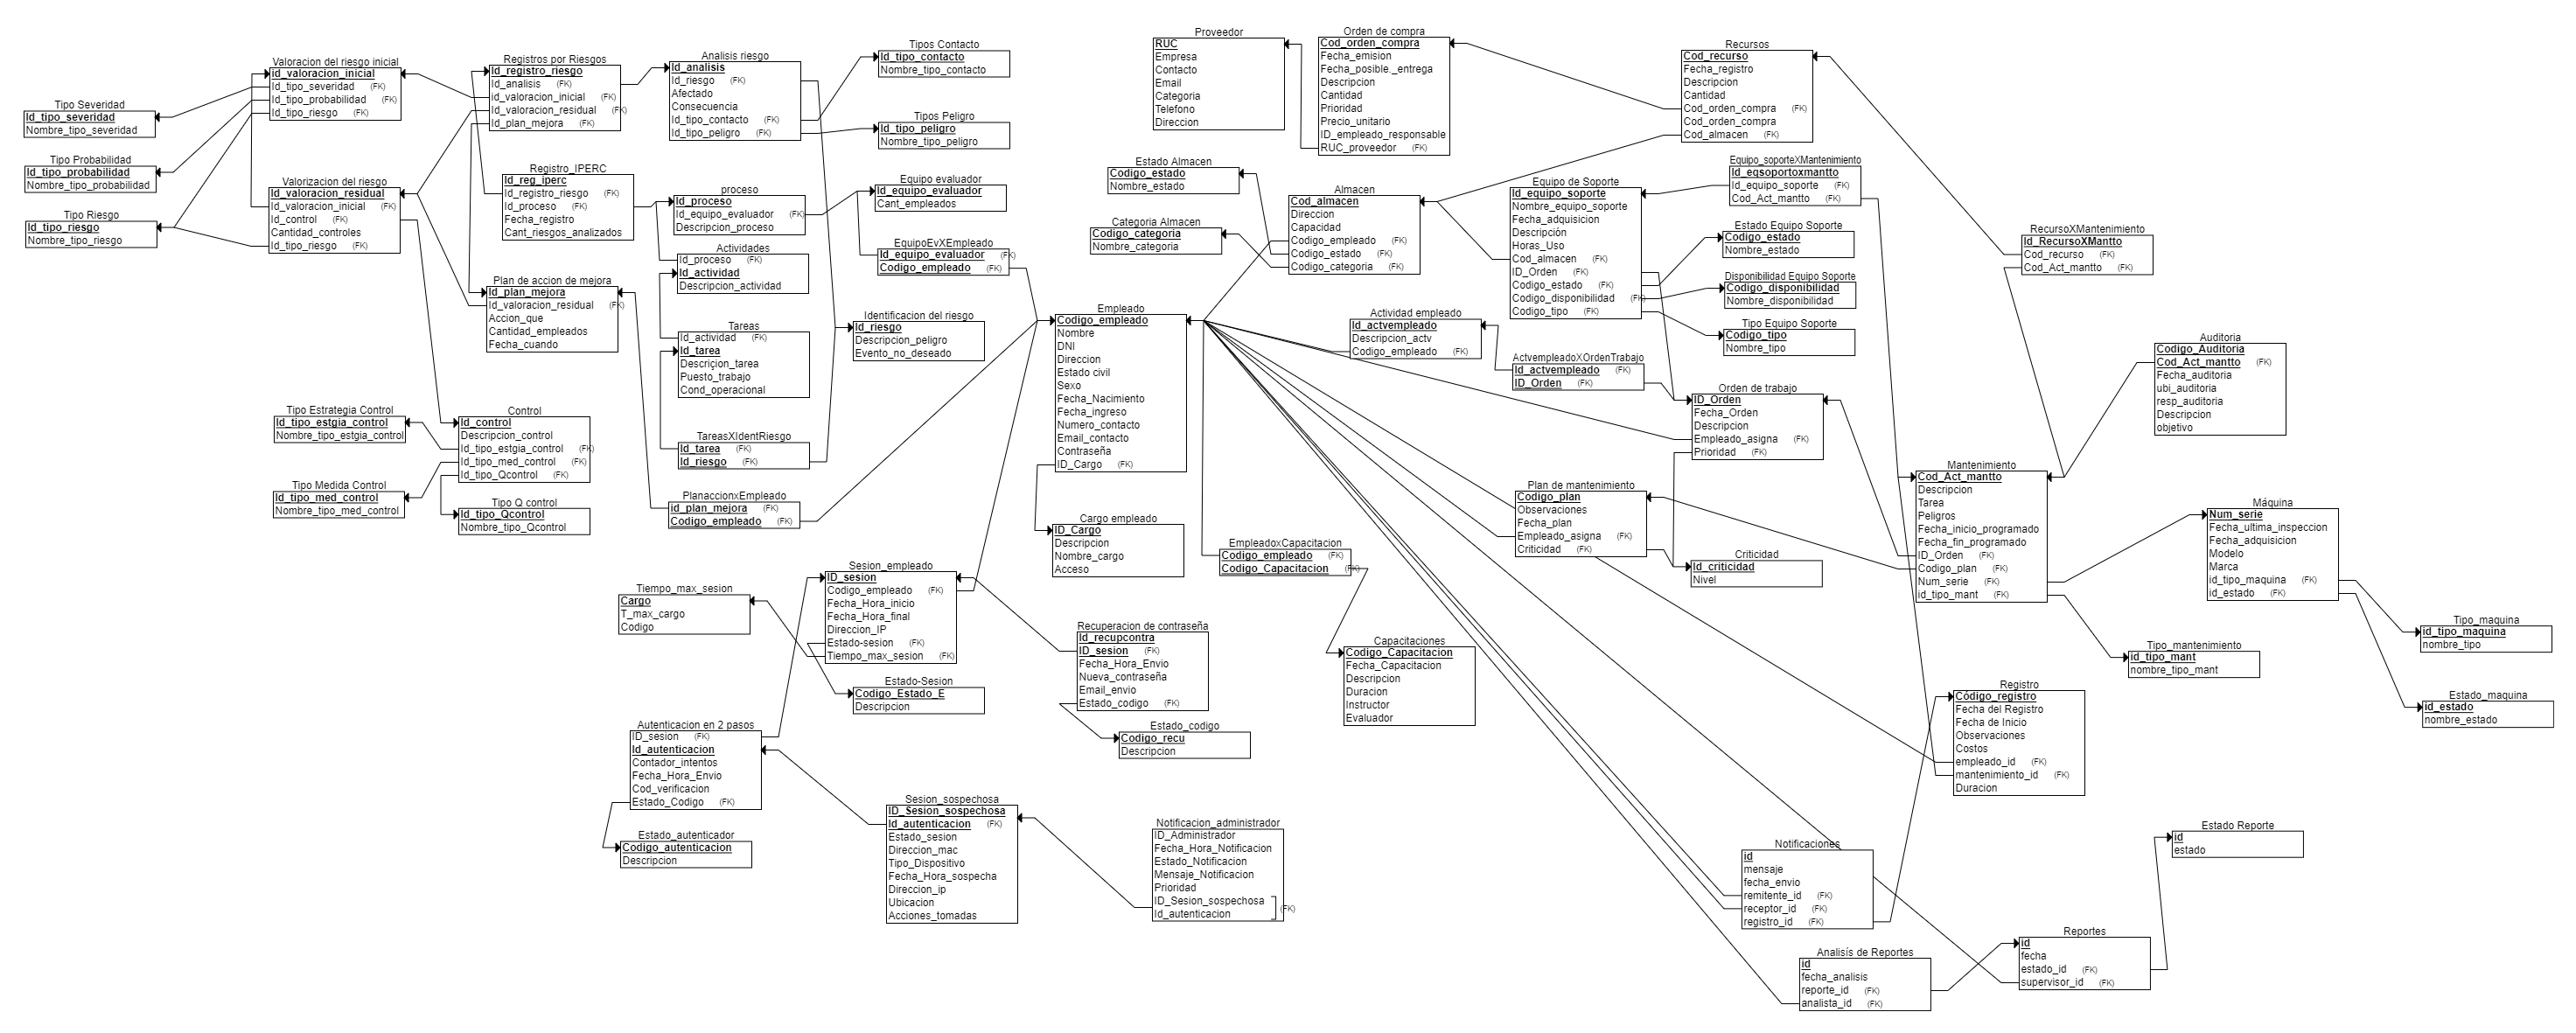 Valoracion del riesgo inicial
id_valoracion_inicial
Id_tipo_severidad (FK)
Id_tipo_probabilidad (FK)
Id_tipo_riesgo (FK)
Tipo Severidad
Id_tipo_severidad
Nombre_tipo_severidad
Tipo Probabilidad
Id_tipo_probabilidad
Nombre_tipo_probabilidad
Tipo Riesgo
Id_tipo_riesgo
Nombre_tipo_riesgo
Valorizacion del riesgo
Id_valoracion_residual
Id_valoracion_inicial (FK)
Id_control (FK)
Cantidad_controles
Id_tipo_riesgo (FK)
Registros por Riesgos
Id_registro_riesgo
Id_analisis (FK)
id_valoracion_inicial (FK)
Id_valoracion_residual (FK)
Id_plan_mejora (FK)
Registro_IPERC
Id_reg_iperc
Id_registro_riesgo (FK)
Id_proceso (FK)
Fecha_registro
Cant_riesgos_analizados
Plan de accion de mejora
Id_plan_mejora
Id_valoracion_residual (FK)
Accion_que
Cantidad_empleados
Fecha_cuando
Tipo Estrategia Control
Id_tipo_estgia_control
Nombre_tipo_estgia_control
Tipo Medida Control
Id_tipo_med_control
Nombre_tipo_med_control
Control
Id_control
Descripcion_control
Id_tipo_estgia_control (FK)
Id_tipo_med_control (FK)
Id_tipo_Qcontrol (FK)
Tipo Q control
Id_tipo_Qcontrol
Nombre_tipo_Qcontrol
Analisis riesgo
Id_analisis
Id_riesgo (FK)
Afectado
Consecuencia
Id_tipo_contacto (FK)
Id_tipo_peligro (FK)
Tipos Contacto
Id_tipo_contacto
Nombre_tipo_contacto
Tipos Peligro
Id_tipo_peligro
Nombre_tipo_peligro
proceso
Id_proceso
Id_equipo_evaluador (FK)
Descripcion_proceso
Equipo evaluador
Id_equipo_evaluador
Cant_empleados
Actividades
Id_proceso (FK)
Id_actividad
Descripcion_actividad
EquipoEvXEmpleado
Id_equipo_evaluador (FK)
Codigo_empleado (FK)
Tareas
Id_actividad (FK)
Id_tarea
Descriçion_tarea
Puesto_trabajo
Cond_operacional
Identificacion del riesgo
Id_riesgo
Descripcion_peligro
Evento_no_deseado
TareasXIdentRiesgo
Id_tarea (FK)
Id_riesgo (FK)
PlanaccionxEmpleado
id_plan_mejora (FK)
Codigo_empleado (FK)
Empleado
Codigo_empleado
Nombre
DNI
Direccion
Estado civil
Sexo
Fecha_Nacimiento
Fecha_ingreso
Numero_contacto
Email_contacto
Contraseña
ID_Cargo (FK)
Cargo empleado
ID_Cargo
Descripcion
Nombre_cargo
Acceso
Sesion_empleado
ID_sesion
Codigo_empleado (FK)
Fecha_Hora_inicio
Fecha_Hora_final
Direccion_IP
Estado-sesion (FK)
Tiempo_max_sesion (FK)
Tiempo_max_sesion
Cargo
T_max_cargo
Codigo
Estado-Sesion
Codigo_Estado_E
Descripcion
Recuperacion de contraseña
Id_recupcontra
ID_sesion (FK)
Fecha_Hora_Envio
Nueva_contraseña
Email_envio
Estado_codigo (FK)
Estado_codigo
Codigo_recu
Descripcion
Autenticacion en 2 pasos
ID_sesion (FK)
Id_autenticacion
Contador_intentos
Fecha_Hora_Envio
Cod_verificacion
Estado_Codigo (FK)
Estado_autenticador
Codigo_autenticacion
Descripcion
Sesion_sospechosa
ID_Sesion_sospechosa
Id_autenticacion (FK)
Estado_sesion
Direccion_mac
Tipo_Dispositivo
Fecha_Hora_sospecha
Direccion_ip
Ubicacion
Acciones_tomadas
Notificacion_administrador
ID_Administrador
Fecha_Hora_Notificacion
Estado_Notificacion
Mensaje_Notificacion
Prioridad
ID_Sesion_sospechosa
Id_autenticacion (FK)
Proveedor
RUC
Empresa
Contacto
Email
Categoria
Telefono
Direccion
Orden de compra
Cod_orden_compra
Fecha_emision
Fecha_posible._entrega
Descripcion
Cantidad
Prioridad
Precio_unitario
ID_empleado_responsable
RUC_proveedor (FK)
Recursos
Cod_recurso
Fecha_registro
Descripcion
Cantidad
Cod_orden_compra (FK)
Cod_orden_compra
Cod_almacen (FK)
Estado Almacen
Codigo_estado
Nombre_estado
Categoria Almacen
Codigo_categoria
Nombre_categoria
Almacen
Cod_almacen
Direccion
Capacidad
Codigo_empleado (FK)
Codigo_estado (FK)
Codigo_categoria (FK)
Equipo de Soporte
Id_equipo_soporte
Nombre_equipo_soporte
Fecha_adquisicion
Descripción
Horas_Uso
Cod_almacen (FK)
ID_Orden (FK)
Codigo_estado (FK)
Codigo_disponibilidad (FK)
Codigo_tipo (FK)
Equipo_soporteXMantenimiento
Id_eqsoportoxmantto
Id_equipo_soporte (FK)
Cod_Act_mantto (FK)
Estado Equipo Soporte
Codigo_estado
Nombre_estado
Disponibilidad Equipo Soporte
Codigo_disponibilidad
Nombre_disponibilidad
Tipo Equipo Soporte
Codigo_tipo
Nombre_tipo
RecursoXMantenimiento
Id_RecursoXMantto
Cod_recurso (FK)
Cod_Act_mantto (FK)
Actividad empleado
Id_actvempleado
Descripcion_actv
Codigo_empleado (FK)
ActvempleadoXOrdenTrabajo
Id_actvempleado (FK)
ID_Orden (FK)
Orden de trabajo
ID_Orden
Fecha_Orden
Descripcion
Empleado_asigna (FK)
Prioridad (FK)
Auditoria
Codigo_Auditoria
Cod_Act_mantto (FK)
Fecha_auditoria
ubi_auditoria
resp_auditoria
Descripcion
objetivo
Plan de mantenimiento
Codigo_plan
Observaciones
Fecha_plan
Empleado_asigna (FK)
Criticidad (FK)
Criticidad
Id_criticidad
Nivel
Mantenimiento
Cod_Act_mantto
Descripcion
Tarea
Peligros
Fecha_inicio_programado
Fecha_fin_programado
ID_Orden (FK)
Codigo_plan (FK)
Num_serie (FK)
id_tipo_mant (FK)
Máquina
Num_serie
Fecha_ultima_inspeccion
Fecha_adquisicion
Modelo
Marca
id_tipo_maquina (FK)
id_estado (FK)
Tipo_maquina
id_tipo_maquina
nombre_tipo
Tipo_mantenimiento
id_tipo_mant
nombre_tipo_mant
Estado_maquina
id_estado
nombre_estado
EmpleadoxCapacitacion
Codigo_empleado (FK)
Codigo_Capacitacion (FK)
Capacitaciones
Codigo_Capacitacion
Fecha_Capacitacion
Descripcion
Duracion
Instructor
Evaluador
Registro
Código_registro
Fecha del Registro
Fecha de Inicio
Observaciones
Costos
empleado_id (FK)
mantenimiento_id (FK)
Duracion
Notificaciones
id
mensaje
fecha_envio
remitente_id (FK)
receptor_id (FK)
registro_id (FK)
Estado Reporte
id
estado
Reportes
id
fecha
estado_id (FK)
supervisor_id (FK)
Analisís de Reportes
id
fecha_analisis
reporte_id (FK)
analista_id (FK)